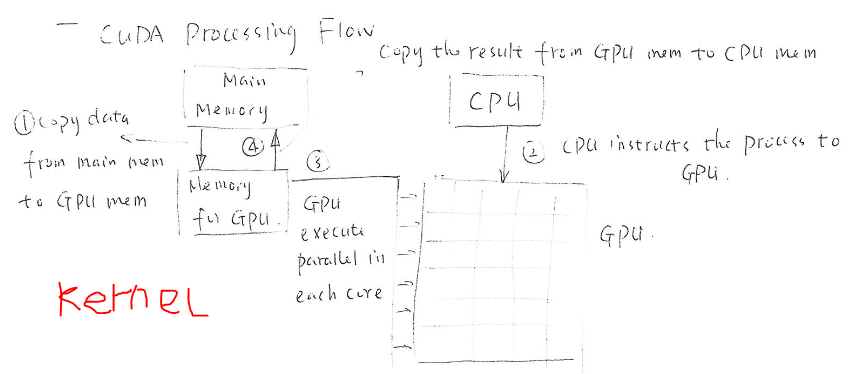 — CUDA Processing Flow
Copy the result from GPU mem to CPU mem
Main
Memory
CPU
① Copy data
from main mem
to GPU mem
④
② CPU instructs the process to
GPU.
Memory
for GPU.
③
GPU
execute
parallel in
each core
GPU.
Kernel